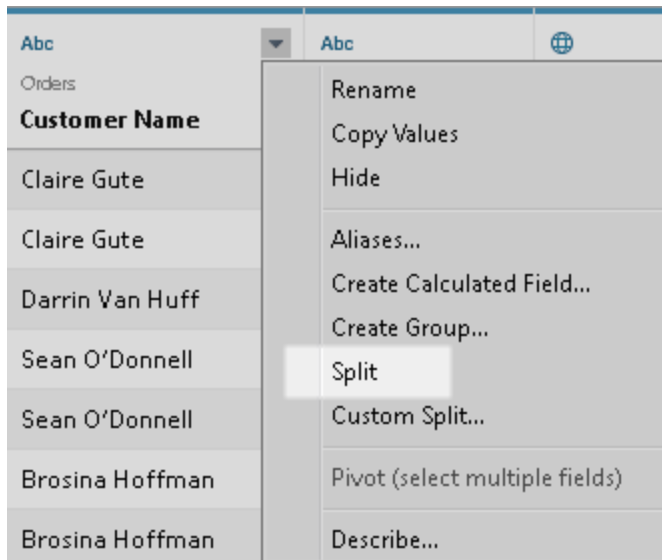 Abc
Abc
Orders
Customer Name
Claire Gute
Claire Gute
Darrin Van Huff
Sean O'Donnell
Sean O'Donnell
Brosina Hoffman
Brosina Hoffman
Rename
Copy Values
Hide
Aliases...
Create Calculated Field...
Create Group...
Split
Custom Split...
Pivot (select multiple fields)
Describe...